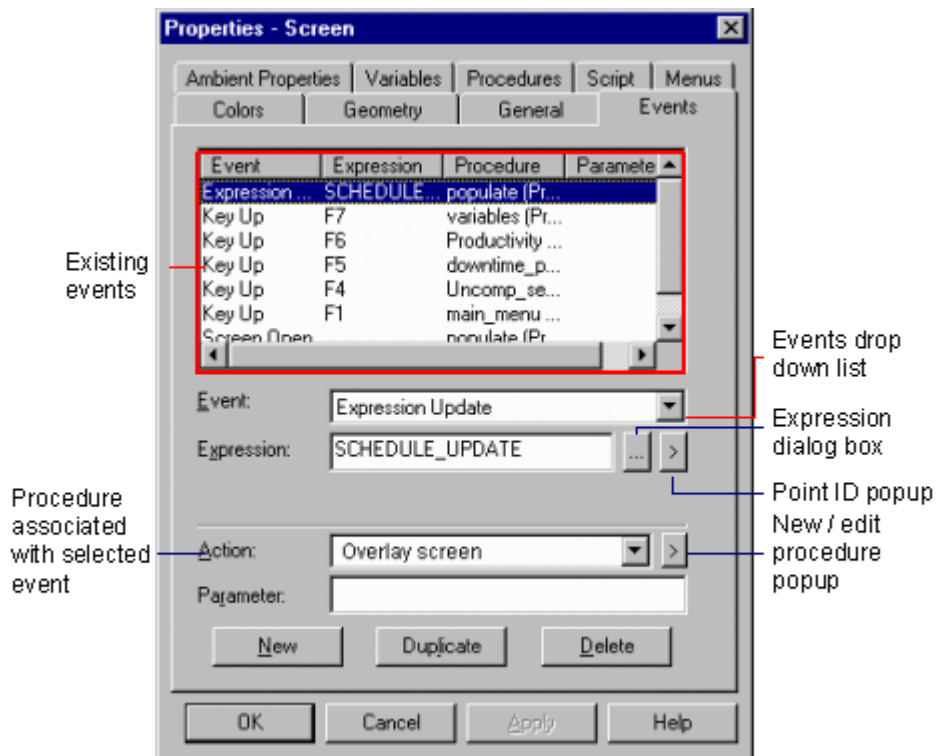 Properties - Screen
Ambient Properties Variables Procedures Script Menus
Colors Geometry General Events
Event Expression Procedure Paramete
Expression ... SCHEDULE... populate (Pr...
Key Up F7 variables (Pr...
Key Up F6 Productivity ...
Key Up F5 downtime_p...
Key Up F4 Uncomp_se...
Key Up F1 main_menu ...
Screen Open populate (Pr
Existing
events
Events drop
down list
Event: Expression Update
Expression
dialog box
Expression: SCHEDULE_UPDATE ... >
Point ID popup
Procedure
associated
with selected
event
New / edit
procedure
popup
Action: Overlay screen >
Parameter:
New Duplicate Delete
OK Cancel Apply Help